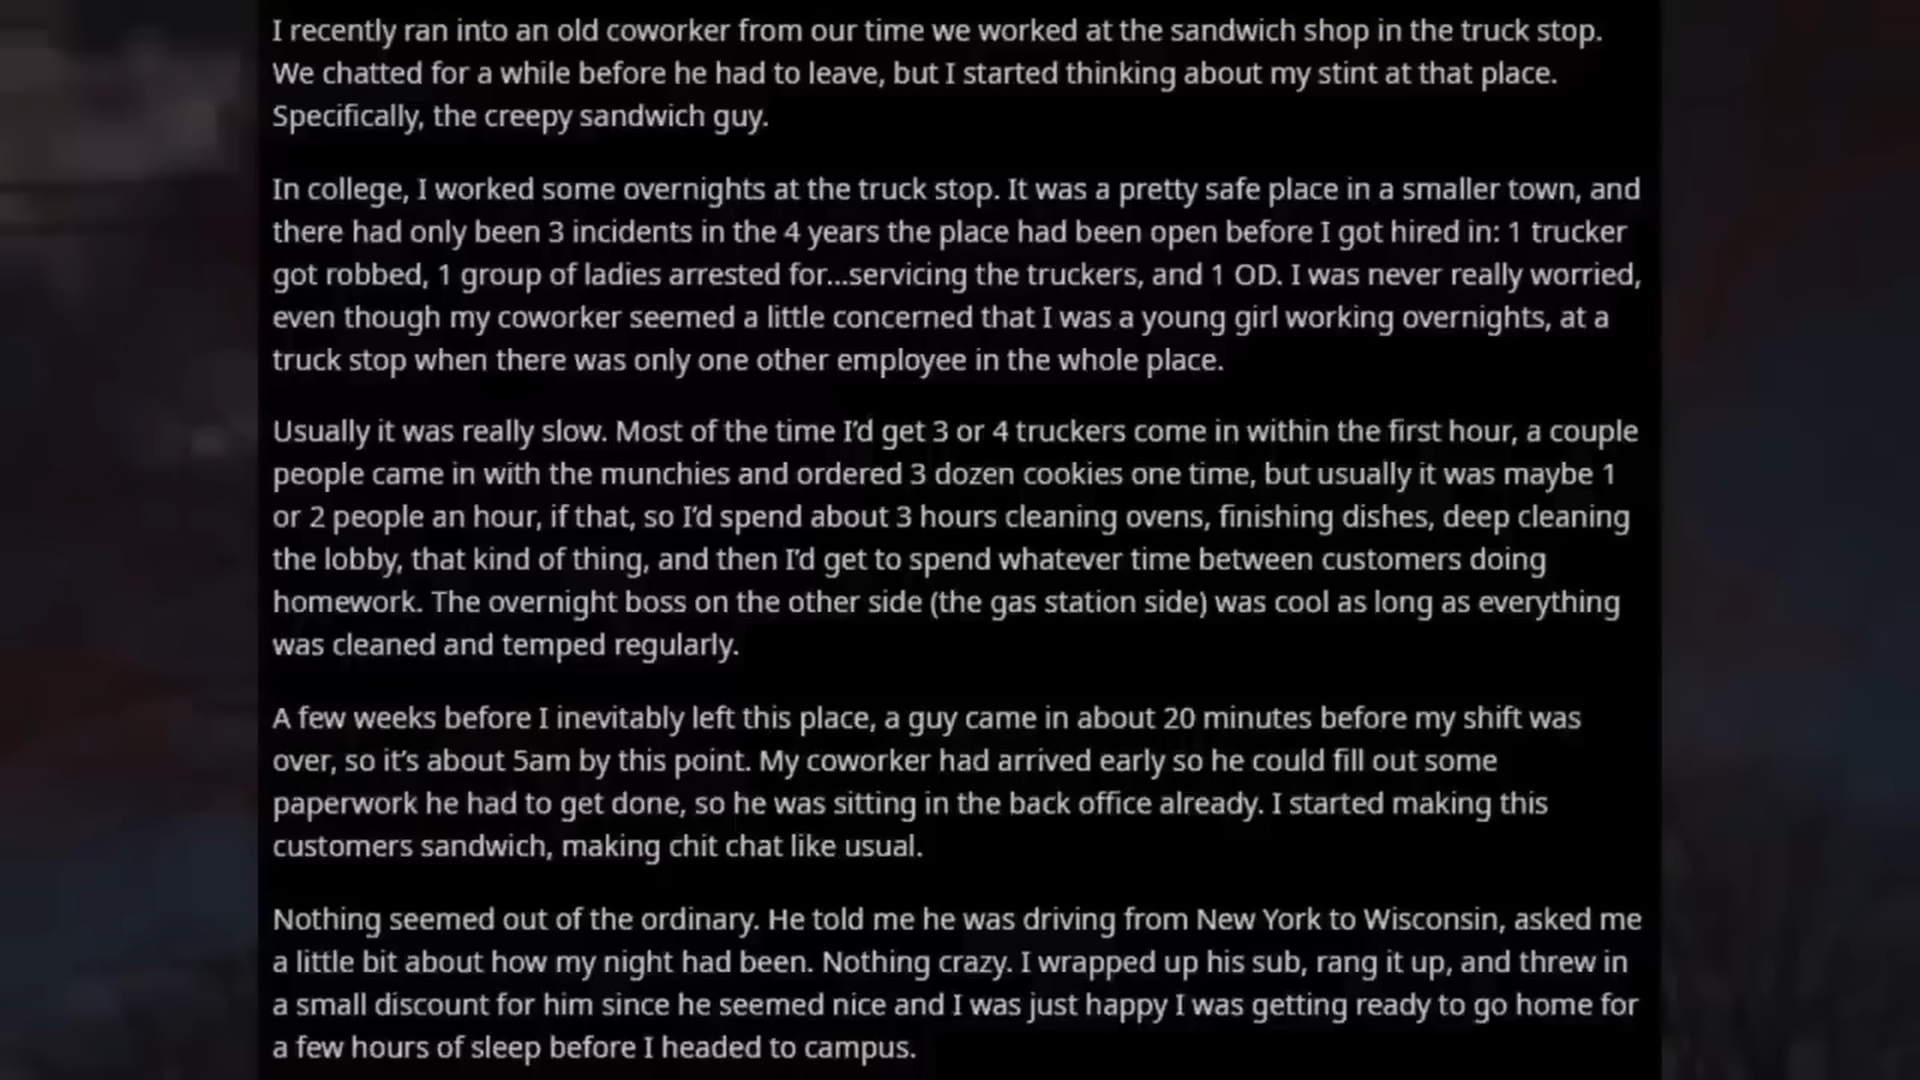 I recently ran into an old coworker from our time we worked at the sandwich shop in the truck stop.
We chatted for a while before he had to leave, but I started thinking about my stint at that place.
Specifically, the creepy sandwich guy.
In college, I worked some overnights at the truck stop. It was a pretty safe place in a smaller town, and
there had only been 3 incidents in the 4 years the place had been open before I got hired in: 1 trucker
got robbed, 1 group of ladies arrested for...servicing the truckers, and 1 OD. I was never really worried,
even though my coworker seemed a little concerned that I was a young girl working overnights, at a
truck stop when there was only one other employee in the whole place.
Usually it was really slow. Most of the time I'd get 3 or 4 truckers come in within the first hour, a couple
people came in with the munchies and ordered 3 dozen cookies one time, but usually it was maybe 1
or 2 people an hour, if that, so I'd spend about 3 hours cleaning ovens, finishing dishes, deep cleaning
the lobby, that kind of thing, and then I'd get to spend whatever time between customers doing
homework. The overnight boss on the other side (the gas station side) was cool as long as everything
was cleaned and temped regularly.
A few weeks before I inevitably left this place, a guy came in about 20 minutes before my shift was
over, so it's about 5am by this point. My coworker had arrived early so he could fill out some
paperwork he had to get done, so he was sitting in the back office already. I started making this
customers sandwich, making chit chat like usual.
Nothing seemed out of the ordinary. He told me he was driving from New York to Wisconsin, asked me
a little bit about how my night had been. Nothing crazy. I wrapped up his sub, rang it up, and threw in
a small discount for him since he seemed nice and I was just happy I was getting ready to go home for
a few hours of sleep before I headed to campus.